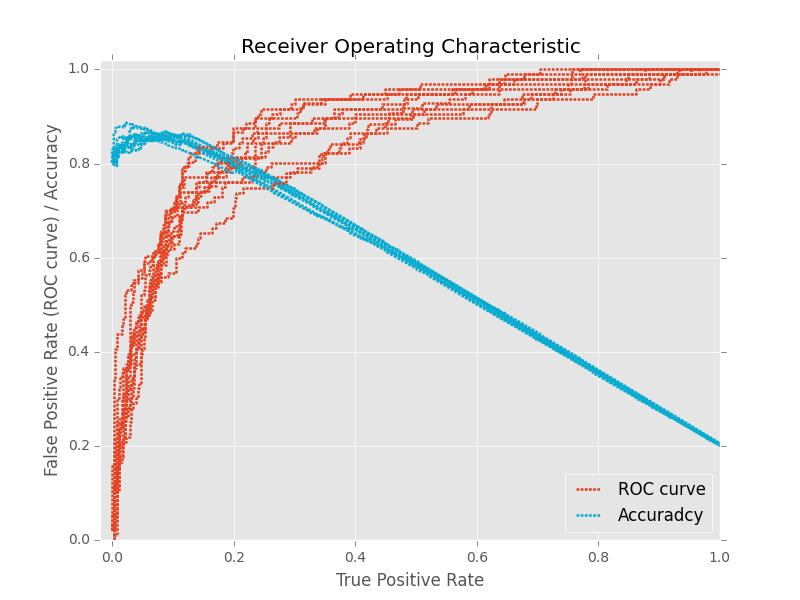 Receiver Operating Characteristic
False Positive Rate (ROC curve) / Accuracy
1.0
0.8
0.6
0.4
0.2
0.0
0.0 0.2 0.4 0.6 0.8 1.0
True Positive Rate
ROC curve
Accuradcy